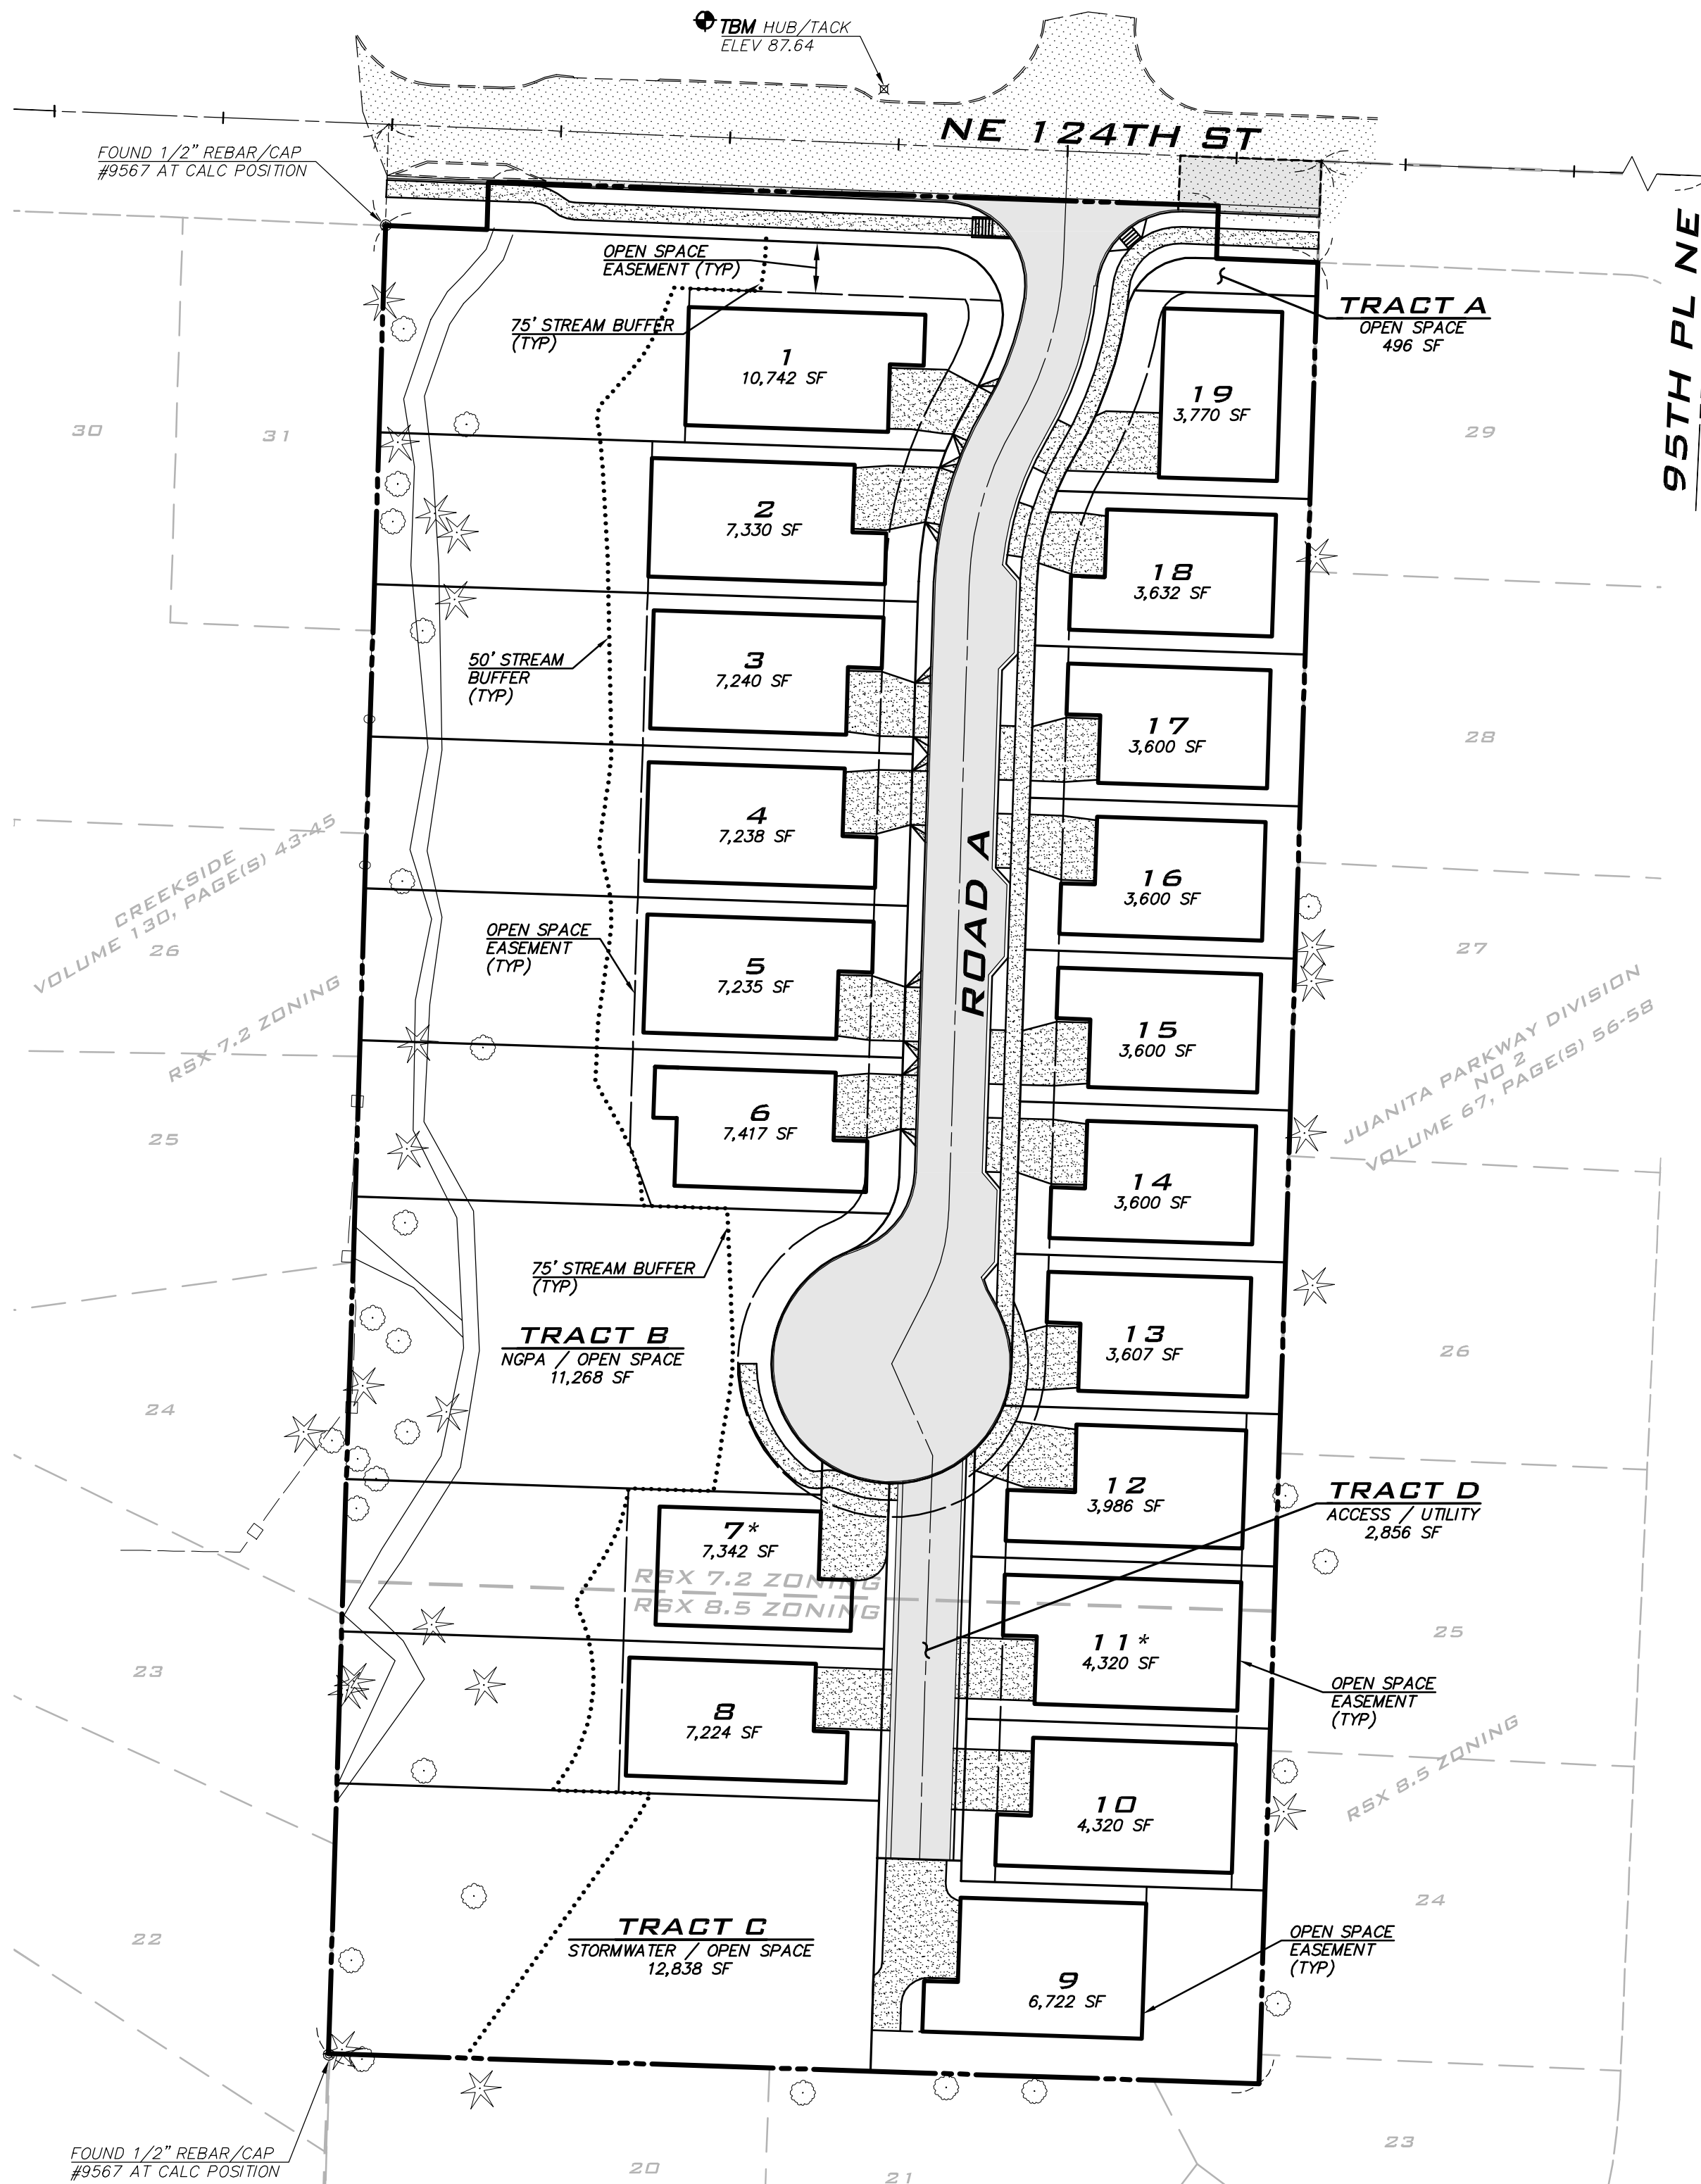 TBM HUB/TACK
ELEV 87.64
NE 124TH ST
FOUND 1/2" REBAR/CAP
#9567 AT CALC POSITION
95TH PL NE
OPEN SPACE
EASEMENT (TYP)
75' STREAM BUFFER
(TYP)
TRACT A
OPEN SPACE
496 SF
1
10,742 SF
19
3,770 SF
30
31
29
2
7,330 SF
18
3,632 SF
50' STREAM
BUFFER
(TYP)
3
7,240 SF
17
3,600 SF
28
4
7,238 SF
16
3,600 SF
ROAD A
CREEKSIDE
VOLUME 130, PAGE(S) 43-45
26
RSX 7.2 ZONING
OPEN SPACE
EASEMENT
(TYP)
5
7,235 SF
15
3,600 SF
27
JUANITA PARKWAY DIVISION
NO 2
VOLUME 67, PAGE(S) 56-58
25
6
7,417 SF
14
3,600 SF
75' STREAM BUFFER
(TYP)
TRACT B
NGPA / OPEN SPACE
11,268 SF
13
3,607 SF
26
24
12
3,986 SF
TRACT D
ACCESS / UTILITY
2,856 SF
7*
7,342 SF
RSX 7.2 ZONING
RSX 8.5 ZONING
11*
4,320 SF
25
23
OPEN SPACE
EASEMENT
(TYP)
8
7,224 SF
RSX 8.5 ZONING
10
4,320 SF
24
22
TRACT C
STORMWATER / OPEN SPACE
12,838 SF
OPEN SPACE
EASEMENT
(TYP)
9
6,722 SF
FOUND 1/2" REBAR/CAP
#9567 AT CALC POSITION
20
21
23